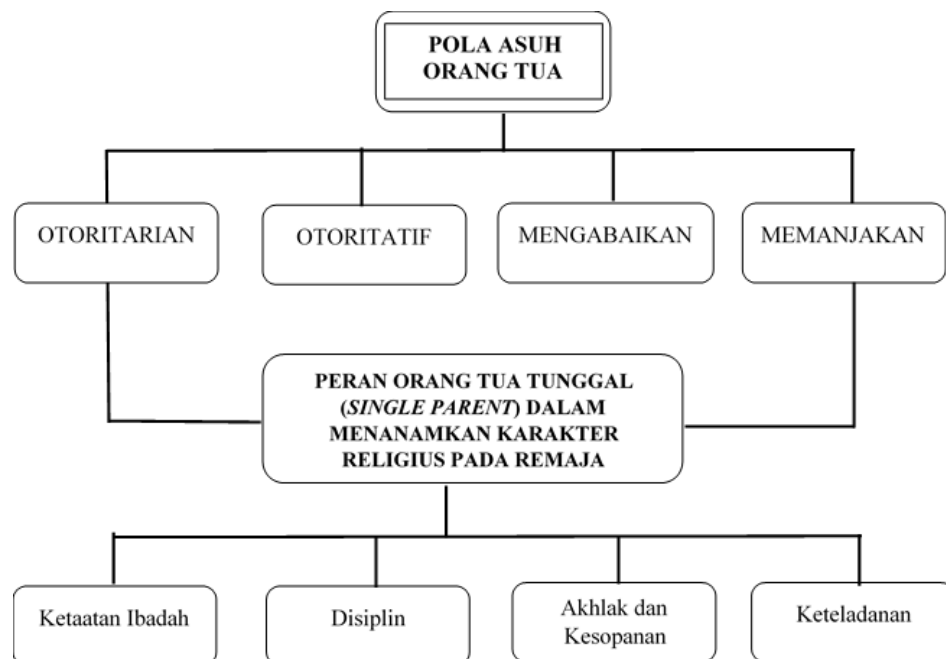 POLA ASUH
ORANG TUA
OTORITARIAN
OTORITATIF
MENGABAIKAN
MEMANJAKAN
PERAN ORANG TUA TUNGGAL
(SINGLE PARENT) DALAM
MENANAMKAN KARAKTER
RELIGIUS PADA REMAJA
Ketaatan Ibadah
Disiplin
Akhlak dan
Kesopanan
Keteladanan